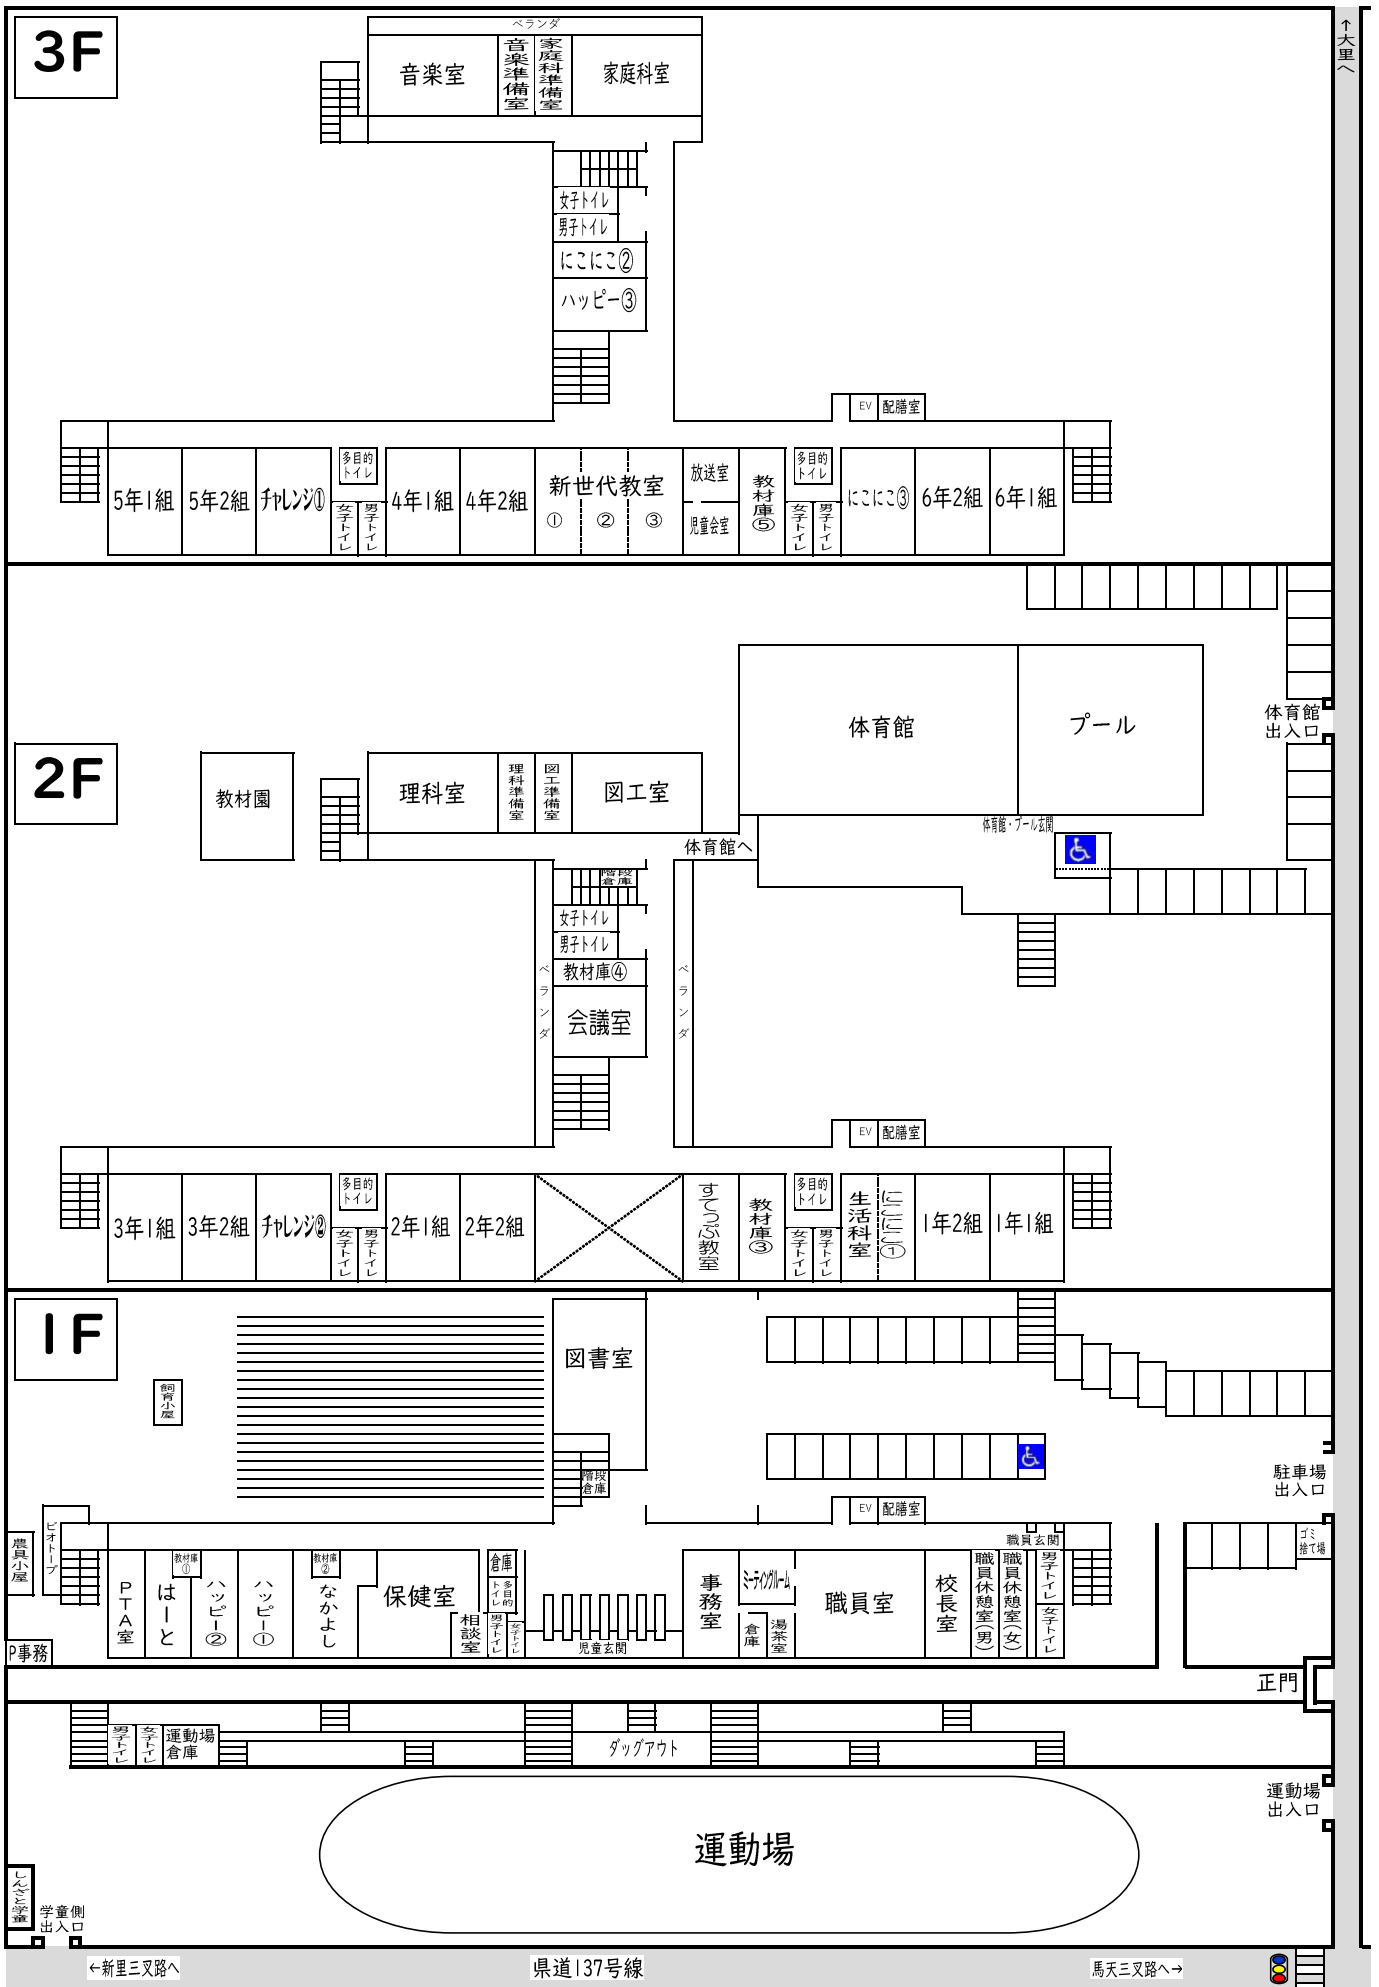 3F
↑大里へ
ベランダ
音楽室
音楽準備室
家庭科準備室
家庭科室
女子トイレ
男子トイレ
にこにこ②
ハッピー③
EV
配膳室
5年1組
5年2組
チャレンジ①
多目的
トイレ
女子トイレ
男子トイレ
4年1組
4年2組
新世代教室
①
②
③
放送室
児童会室
教材庫⑤
多目的
トイレ
女子トイレ
男子トイレ
にこにこ③
6年2組
6年1組
2F
教材園
理科室
理科準備室
図工準備室
図工室
体育館へ
体育館
プール
体育館
出入口
体育館・プール玄関
階段
倉庫
女子トイレ
男子トイレ
教材庫④
会議室
ベランダ
ベランダ
EV
配膳室
3年1組
3年2組
チャレンジ②
多目的
トイレ
女子トイレ
男子トイレ
2年1組
2年2組
すてっぷ教室
教材庫③
多目的
トイレ
女子トイレ
男子トイレ
生活科室
にこにこ①
1年2組
1年1組
1F
飼育小屋
図書室
階段
倉庫
駐車場
出入口
EV
配膳室
職員玄関
ゴミ
捨て場
農具小屋
ビオトープ
PTA室
はーと
教材庫
①
ハッピー②
ハッピー①
教材庫
②
なかよし
保健室
相談室
倉庫
多目的
トイレ
男子トイレ
女子トイレ
児童玄関
事務室
ミーティングルーム
倉庫
湯茶室
職員室
校長室
職員休憩室(男)
職員休憩室(女)
男子トイレ
女子トイレ
P事務
正門
男子トイレ
女子トイレ
運動場
倉庫
ダッグアウト
運動場
出入口
運動場
しんざと学童
学童側
出入口
←新里三叉路へ
県道137号線
馬天三叉路へ→